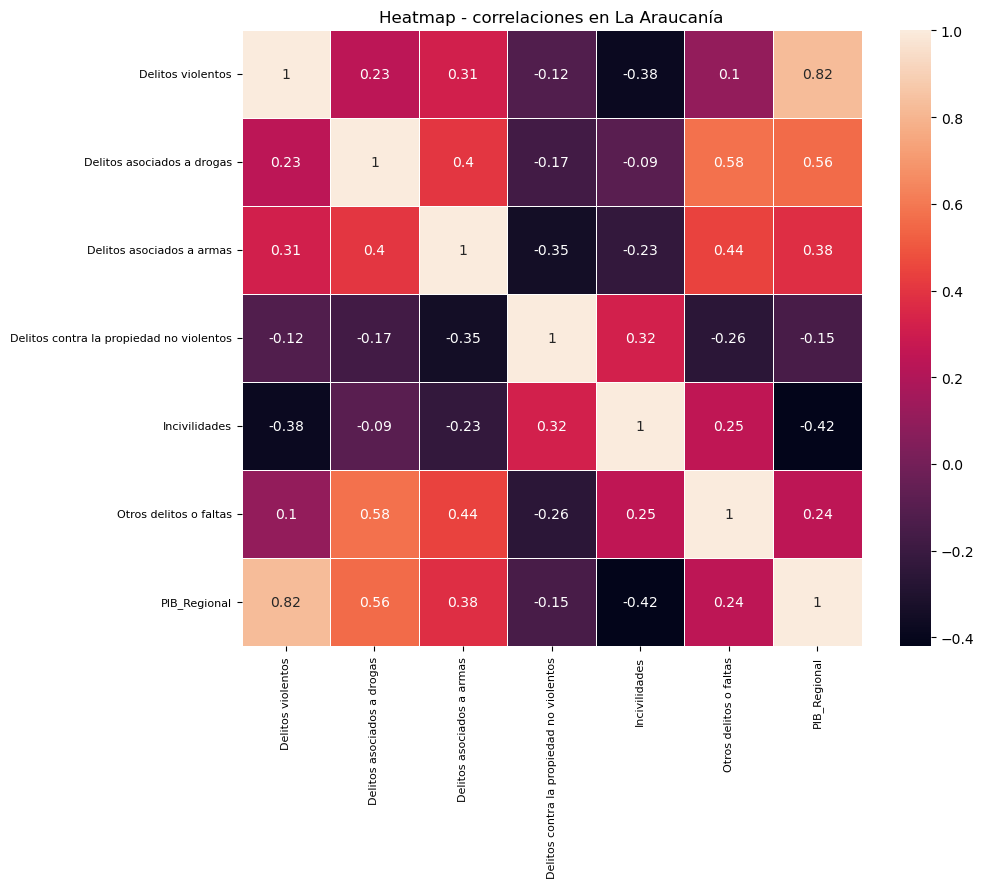 Heatmap - correlaciones en La Araucanía
Delitos violentos 1 0.23 0.31 -0.12 -0.38 0.1 0.82
Delitos asociados a drogas 0.23 1 0.4 -0.17 -0.09 0.58 0.56
Delitos asociados a armas 0.31 0.4 1 -0.35 -0.23 0.44 0.38
Delitos contra la propiedad no violentos -0.12 -0.17 -0.35 1 0.32 -0.26 -0.15
Incivilidades -0.38 -0.09 -0.23 0.32 1 0.25 -0.42
Otros delitos o faltas 0.1 0.58 0.44 -0.26 0.25 1 0.24
PIB_Regional 0.82 0.56 0.38 -0.15 -0.42 0.24 1
Delitos violentos
Delitos asociados a drogas
Delitos asociados a armas
Delitos contra la propiedad no violentos
Incivilidades
Otros delitos o faltas
PIB_Regional
1.0
0.8
0.6
0.4
0.2
0.0
−0.2
−0.4